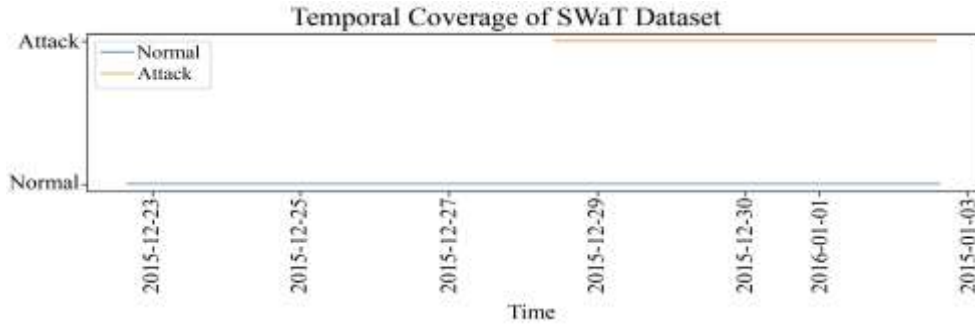 Temporal Coverage of SWaT Dataset
Attack
Normal
Attack
Normal
2015-12-23
2015-12-25
2015-12-27
2015-12-29
2015-12-30
2016-01-01
2015-01-03
Time